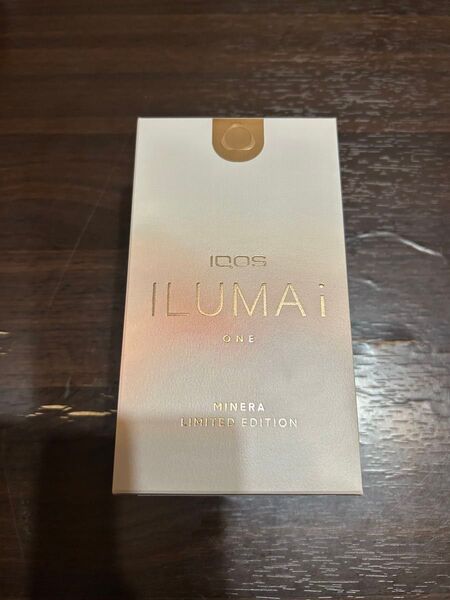 IQOS
ILUMA i
ONE
MINERA
LIMITED EDITION